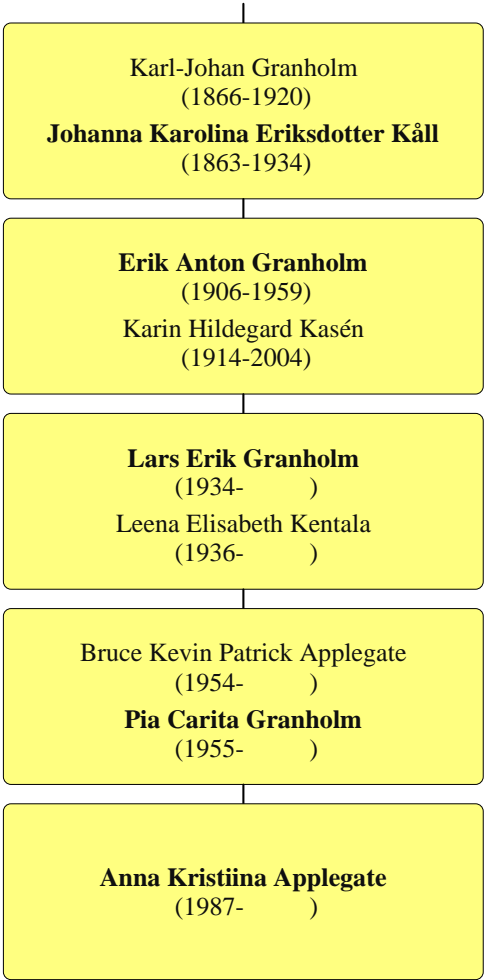 Karl-Johan Granholm
(1866-1920)
Johanna Karolina Eriksdotter Kåll
(1863-1934)
Erik Anton Granholm
(1906-1959)
Karin Hildegard Kasén
(1914-2004)
Lars Erik Granholm
(1934- )
Leena Elisabeth Kentala
(1936- )
Bruce Kevin Patrick Applegate
(1954- )
Pia Carita Granholm
(1955- )
Anna Kristiina Applegate
(1987- )